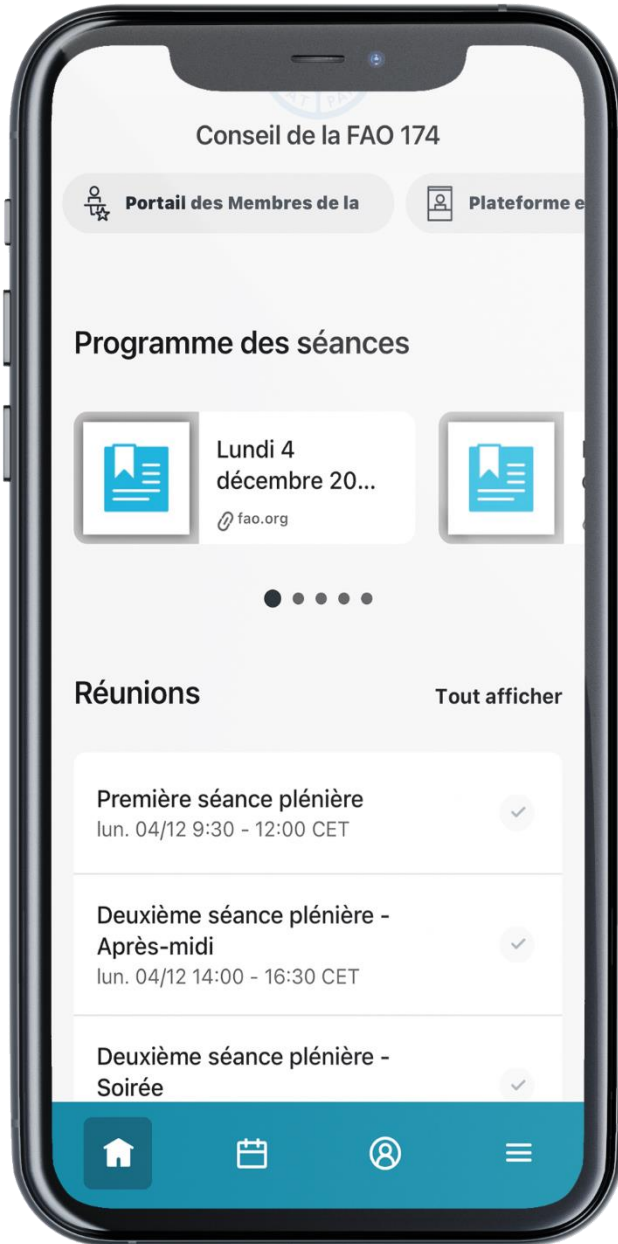 Conseil de la FAO 174
Portail des Membres de la
Plateforme e
Programme des séances
Lundi 4
décembre 20...
fao.org
Réunions
Tout afficher
Première séance plénière
lun. 04/12 9:30 - 12:00 CET
Deuxième séance plénière -
Après-midi
lun. 04/12 14:00 - 16:30 CET
Deuxième séance plénière -
Soirée